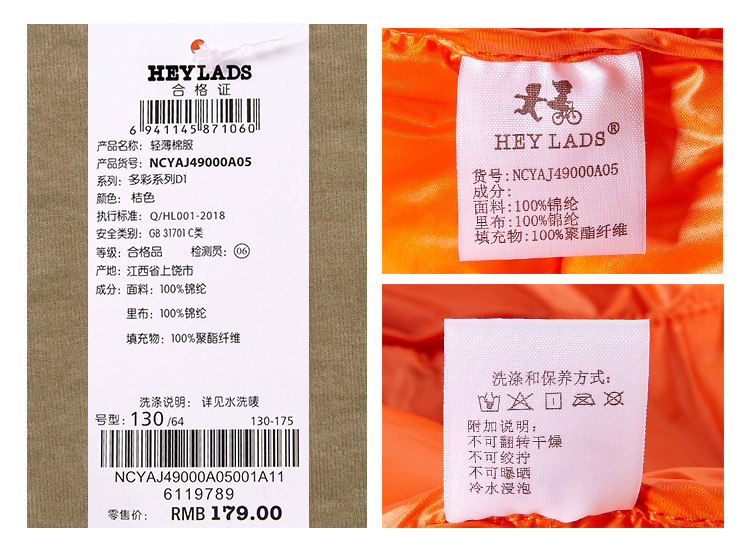 HEYLADS
合格证
6 941145 871060
产品名称: 轻薄棉服
产品货号: NCYAJ49000A05
系列: 多彩系列D1
颜色: 桔色
执行标准: Q/HL001-2018
安全类别: GB 31701 C类
等级: 合格品 检测员: 06
产地: 江西省上饶市
成分: 面料: 100%锦纶
里布: 100%锦纶
填充物: 100%聚酯纤维
洗涤说明: 详见水洗唛
号型: 130/64 130-175
NCYAJ49000A05001A11
6119789
零售价: RMB 179.00
HEY LADS®
货号:NCYAJ49000A05
成分:
面料:100%锦纶
里布:100%锦纶
填充物:100%聚酯纤维
洗涤和保养方式:
附加说明:
不可翻转干燥
不可绞拧
不可曝晒
冷水浸泡